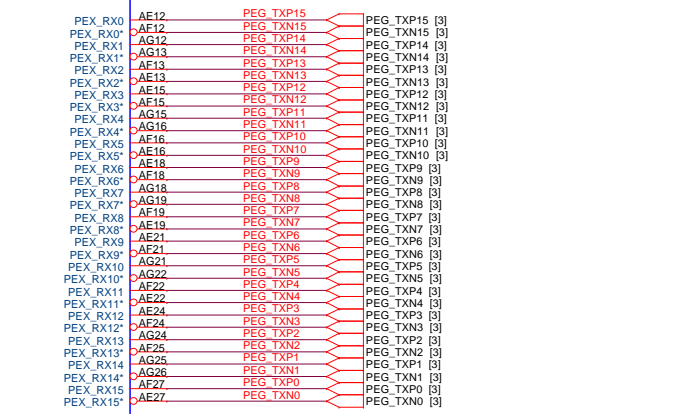 PEX_RX0 AE12 PEG_TXP15 PEG_TXP15 [3]
PEX_RX0* AF12 PEG_TXN15 PEG_TXN15 [3]
PEX_RX1 AG12 PEG_TXP14 PEG_TXP14 [3]
PEX_RX1* AG13 PEG_TXN14 PEG_TXN14 [3]
PEX_RX2 AF13 PEG_TXP13 PEG_TXP13 [3]
PEX_RX2* AE13 PEG_TXN13 PEG_TXN13 [3]
PEX_RX3 AE15 PEG_TXP12 PEG_TXP12 [3]
PEX_RX3* AF15 PEG_TXN12 PEG_TXN12 [3]
PEX_RX4 AG15 PEG_TXP11 PEG_TXP11 [3]
PEX_RX4* AG16 PEG_TXN11 PEG_TXN11 [3]
PEX_RX5 AF16 PEG_TXP10 PEG_TXP10 [3]
PEX_RX5* AE16 PEG_TXN10 PEG_TXN10 [3]
PEX_RX6 AE18 PEG_TXP9 PEG_TXP9 [3]
PEX_RX6* AF18 PEG_TXN9 PEG_TXN9 [3]
PEX_RX7 AG18 PEG_TXP8 PEG_TXP8 [3]
PEX_RX7* AG19 PEG_TXN8 PEG_TXN8 [3]
PEX_RX8 AF19 PEG_TXP7 PEG_TXP7 [3]
PEX_RX8* AE19 PEG_TXN7 PEG_TXN7 [3]
PEX_RX9 AE21 PEG_TXP6 PEG_TXP6 [3]
PEX_RX9* AF21 PEG_TXN6 PEG_TXN6 [3]
PEX_RX10 AG21 PEG_TXP5 PEG_TXP5 [3]
PEX_RX10* AG22 PEG_TXN5 PEG_TXN5 [3]
PEX_RX11 AF22 PEG_TXP4 PEG_TXP4 [3]
PEX_RX11* AE22 PEG_TXN4 PEG_TXN4 [3]
PEX_RX12 AE24 PEG_TXP3 PEG_TXP3 [3]
PEX_RX12* AF24 PEG_TXN3 PEG_TXN3 [3]
PEX_RX13 AG24 PEG_TXP2 PEG_TXP2 [3]
PEX_RX13* AF25 PEG_TXN2 PEG_TXN2 [3]
PEX_RX14 AG25 PEG_TXP1 PEG_TXP1 [3]
PEX_RX14* AG26 PEG_TXN1 PEG_TXN1 [3]
PEX_RX15 AF27 PEG_TXP0 PEG_TXP0 [3]
PEX_RX15* AE27 PEG_TXN0 PEG_TXN0 [3]